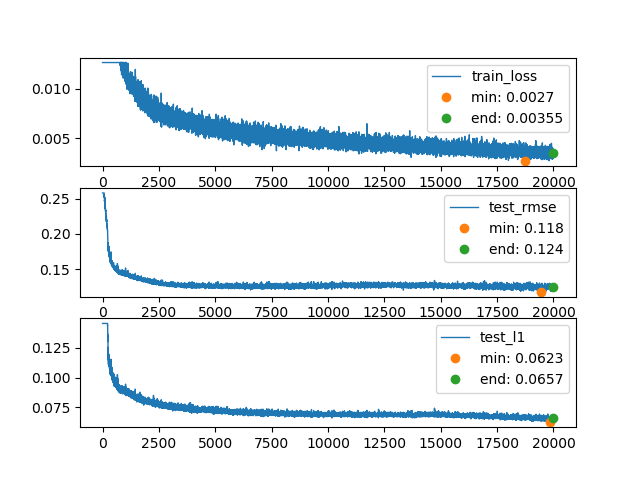 0.010
0.005
train_loss
min: 0.0027
end: 0.00355
0 2500 5000 7500 10000 12500 15000 17500 20000
0.25
0.20
0.15
test_rmse
min: 0.118
end: 0.124
0 2500 5000 7500 10000 12500 15000 17500 20000
0.125
0.100
0.075
test_l1
min: 0.0623
end: 0.0657
0 2500 5000 7500 10000 12500 15000 17500 20000